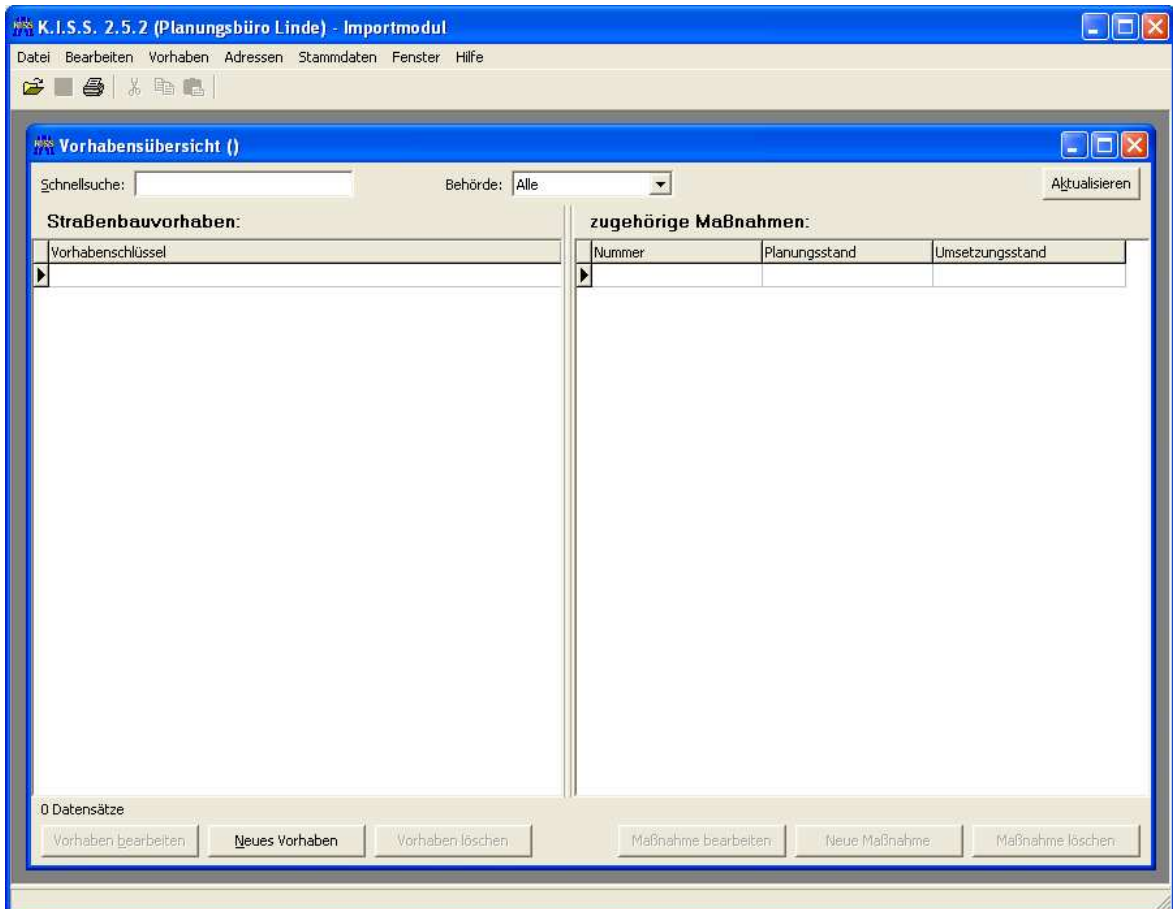 K.I.S.S. 2.5.2 (Planungsbüro Linde) - Importmodul
Datei Bearbeiten Vorhaben Adressen Stammdaten Fenster Hilfe
Vorhabensübersicht ()
Schnellsuche: Behörde: Alle Aktualisieren
Straßenbauvorhaben: zugehörige Maßnahmen:
Vorhabenschlüssel Nummer Planungsstand Umsetzungsstand
0 Datensätze
Vorhaben bearbeiten Neues Vorhaben Vorhaben löschen Maßnahme bearbeiten Neue Maßnahme Maßnahme löschen